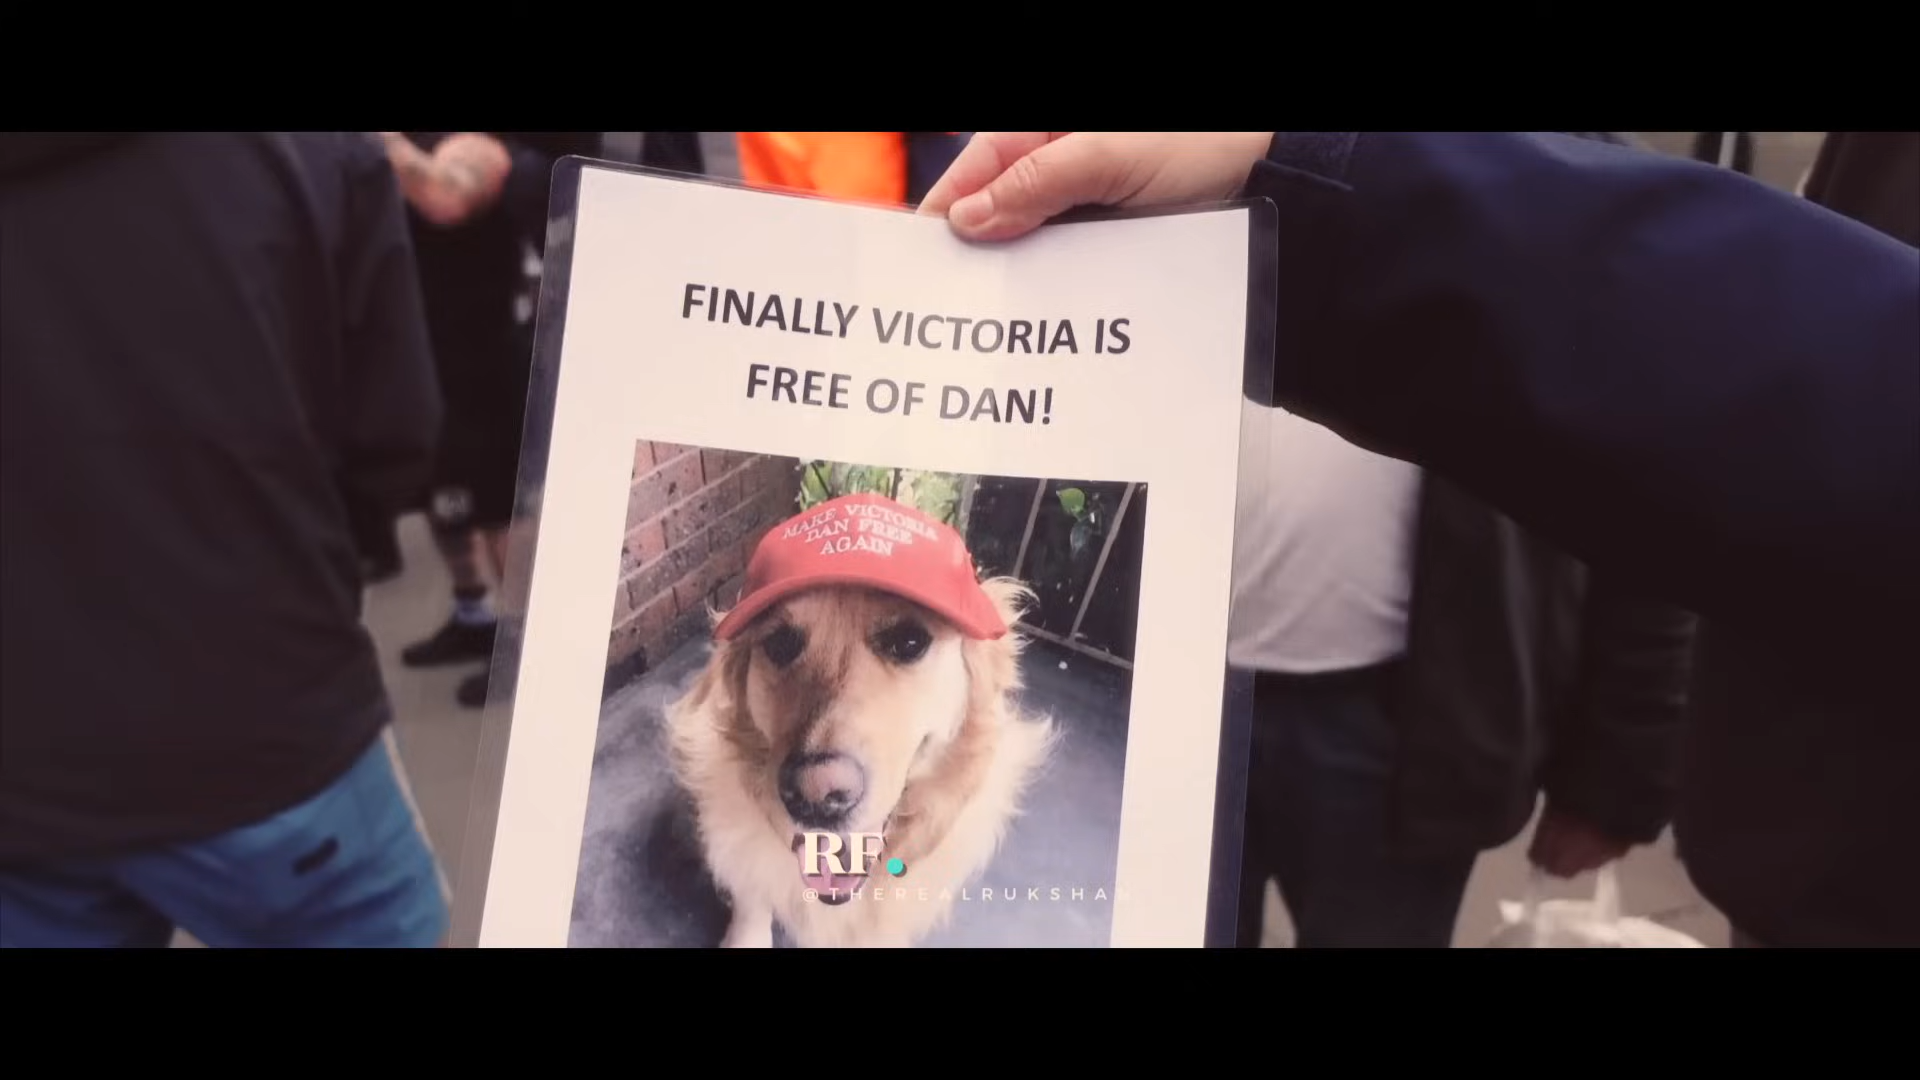 FINALLY VICTORIA IS
FREE OF DAN!
MAKE VICTORIA
DAN FREE
AGAIN
RF.
@THEREALRUKSHAN